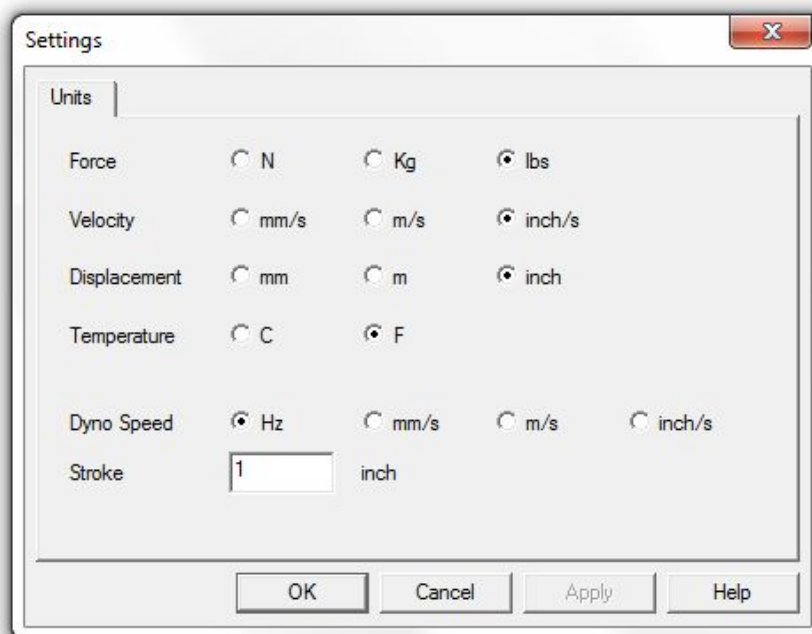 Settings
Units
Force N Kg lbs
Velocity mm/s m/s inch/s
Displacement mm m inch
Temperature C F
Dyno Speed Hz mm/s m/s inch/s
Stroke 1 inch
OK Cancel Apply Help